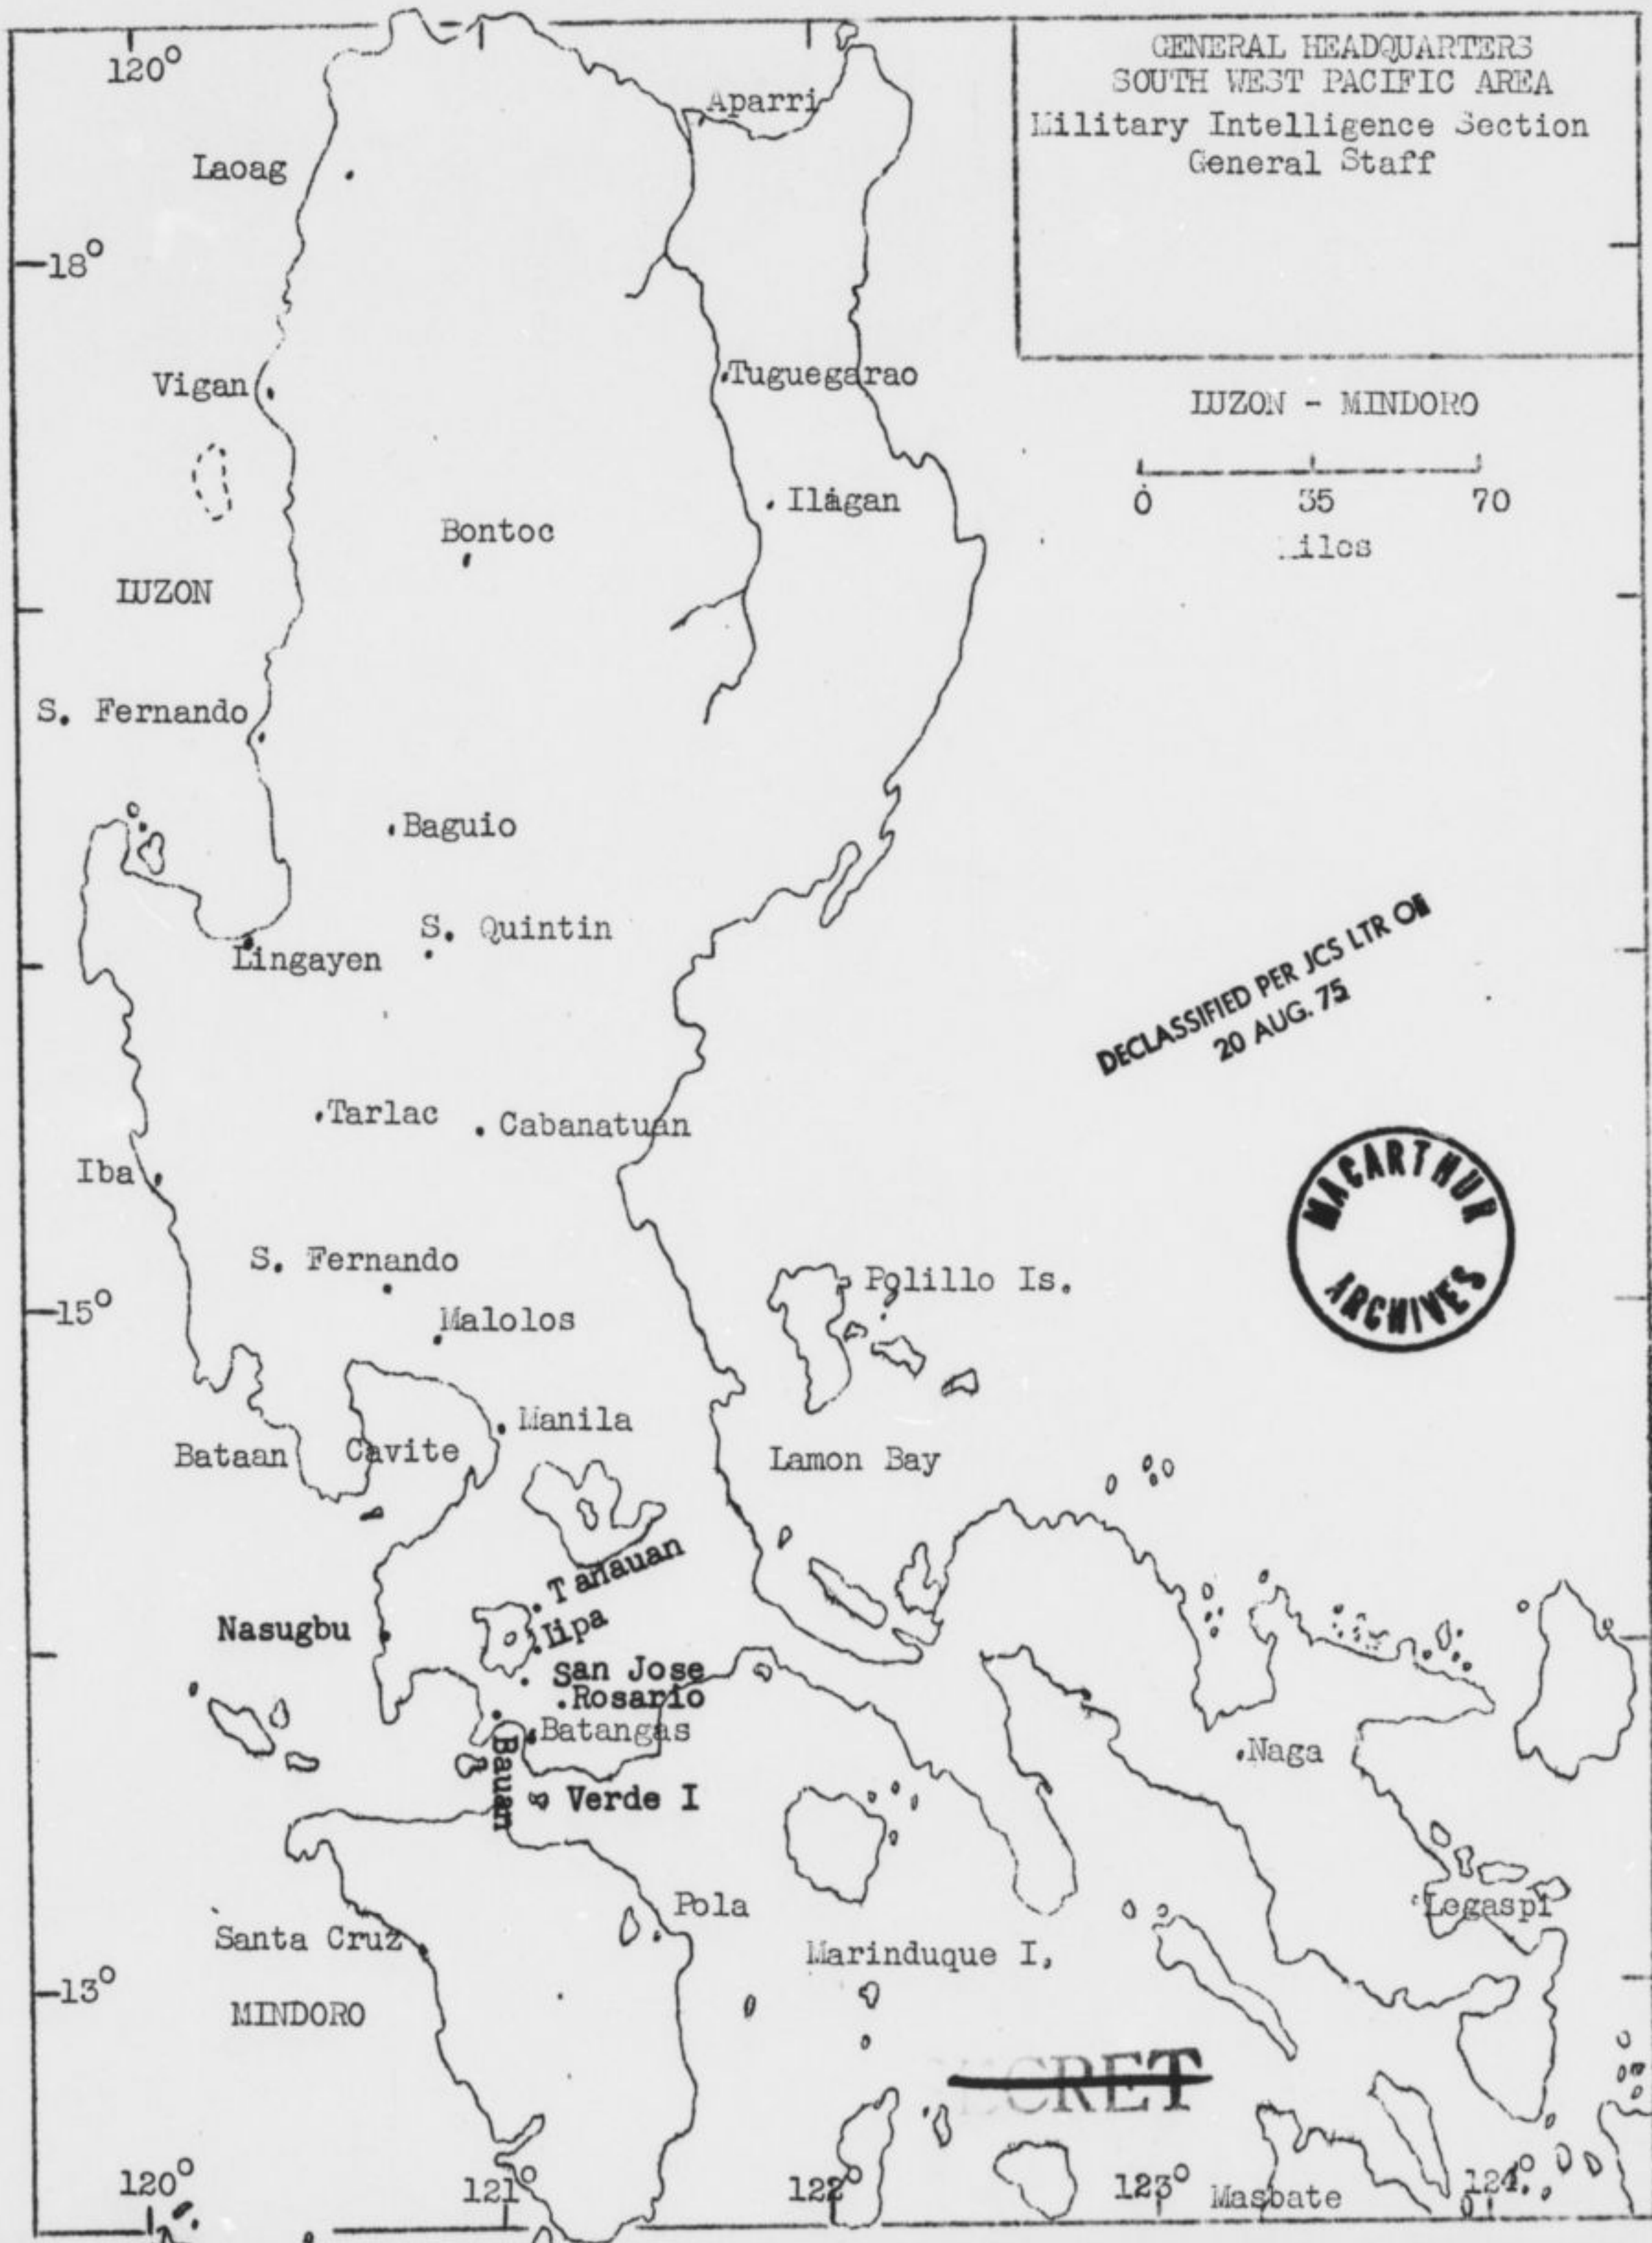 GENERAL HEADQUARTERS
SOUTH WEST PACIFIC AREA
Military Intelligence Section
General Staff
120°
Aparri
Laoag
18°
Vigan
Tuguegarao
LUZON - MINDORO
0 35 70
Ilagan
Bontoc
LUZON
S. Fernando
Baguio
S. Quintin
Lingayen
DECLASSIFIED PER JCS LTR OF
20 AUG. 75
Tarlac
Cabanatuan
Iba
MACARTHUR
ARCHIVES
S. Fernando
Polillo Is.
15°
Malolos
Manila
Bataan
Cavite
Lamon Bay
Tanauan
Lipa
Nasugbu
San Jose
Rosario
Batangas
Bauan
Naga
Verde I
Pola
Legaspi
Santa Cruz
Marinduque I,
13°
MINDORO
120°
121°
122°
123°
Masbate
124°